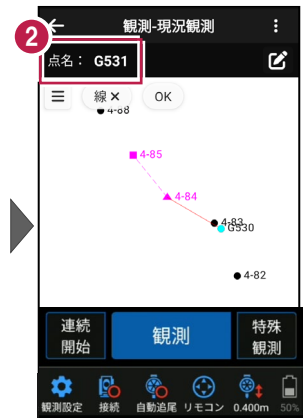 2
観測-現況観測
点名： G531
線× OK
4-88
4-85
4-84
4-83
G530
4-82
連続
開始
観測
特殊
観測
観測設定 接続 自動追尾 リモコン 0.400m 50%